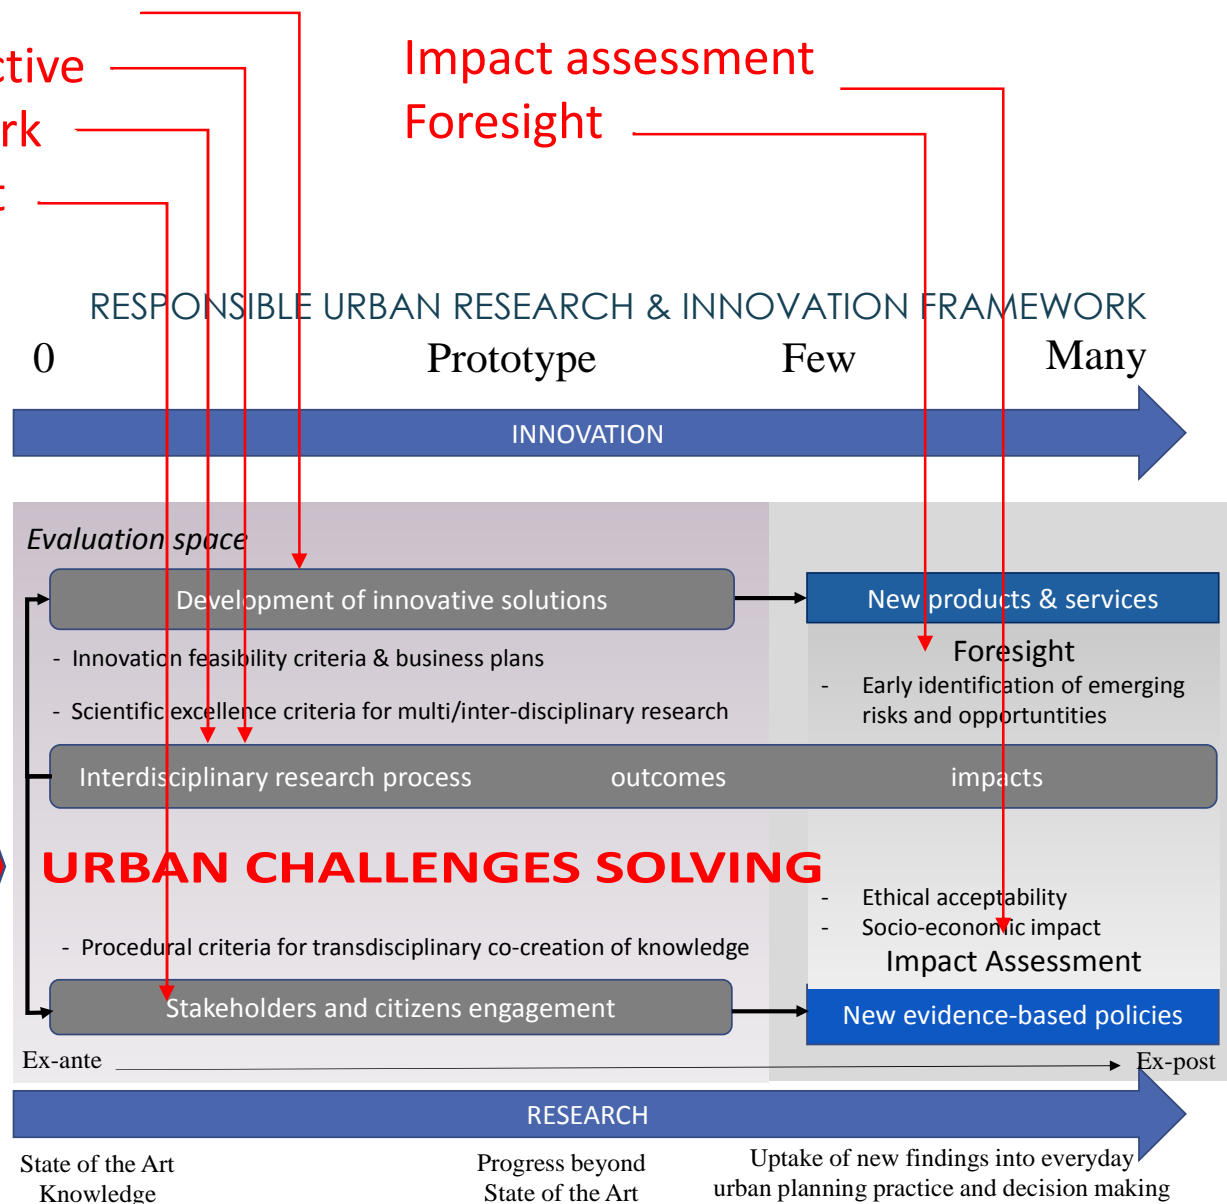 ctive
rk
t
Impact assessment
Foresight
RESPONSIBLE URBAN RESEARCH & INNOVATION FRAMEWORK
0 Prototype Few Many
INNOVATION
Evaluation space
Development of innovative solutions
New products & services
- Innovation feasibility criteria & business plans
- Scientific excellence criteria for multi/inter-disciplinary research
Foresight
- Early identification of emerging
risks and opportuntities
Interdisciplinary research process outcomes impacts
URBAN CHALLENGES SOLVING
- Ethical acceptability
- Socio-economic impact
Impact Assessment
- Procedural criteria for transdisciplinary co-creation of knowledge
Stakeholders and citizens engagement
New evidence-based policies
Ex-ante Ex-post
RESEARCH
State of the Art
Knowledge
Progress beyond
State of the Art
Uptake of new findings into everyday
urban planning practice and decision making